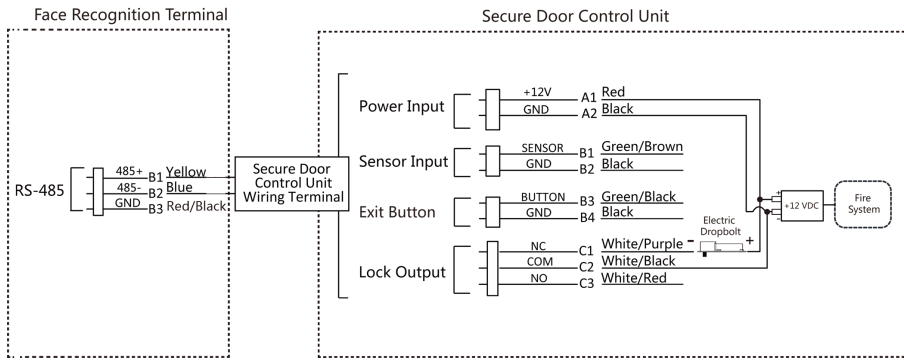 Face Recognition Terminal
Secure Door Control Unit
RS-485
485+ B1 Yellow
485- B2 Blue
GND B3 Red/Black
Secure Door
Control Unit
Wiring Terminal
Power Input
+12V A1 Red
GND A2 Black
Sensor Input
SENSOR B1 Green/Brown
GND B2 Black
Exit Button
BUTTON B3 Green/Black
GND B4 Black
Lock Output
NC C1 White/Purple
COM C2 White/Black
NO C3 White/Red
Electric
Dropbolt
- +
+
+12 VDC
-
Fire
System